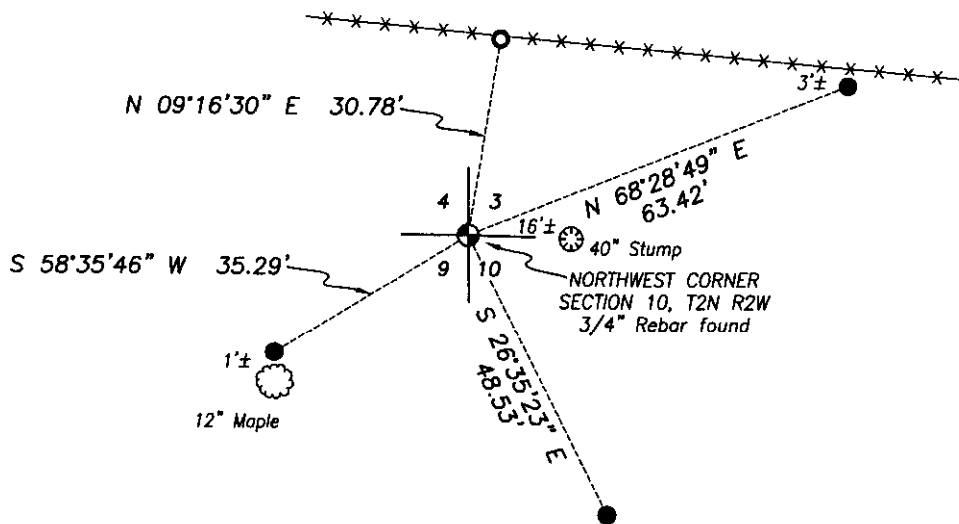 N 09°16'30" E 30.78'
3'±
N 68°28'49" E
63.42'
4 3
16'±
40" Stump
S 58°35'46" W 35.29'
9 10
NORTHWEST CORNER
SECTION 10, T2N R2W
3/4" Rebar found
S 26°35'23" E
48.53'
1'±
12" Maple